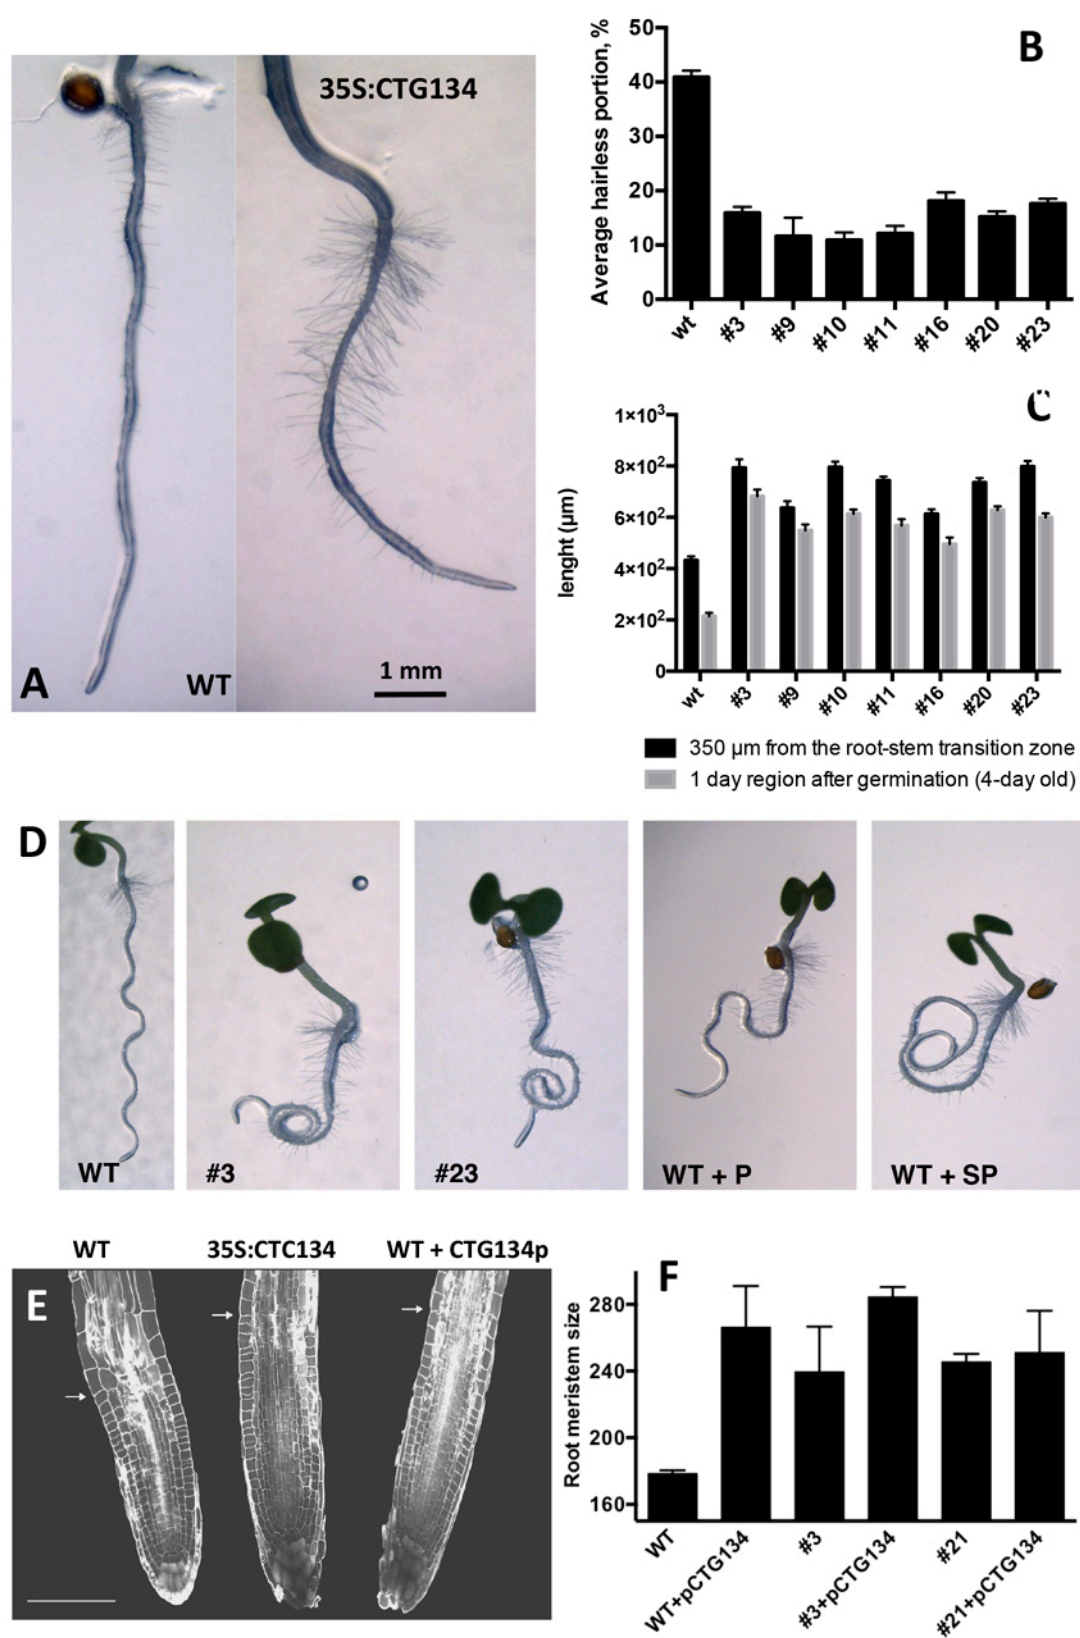 35S:CTG134
A
WT
1 mm
B
Average hairless portion, %
50
40
30
20
10
0
wt
#3
#9
#10
#11
#16
#20
#23
C
lenght (µm)
1×10³
8×10²
6×10²
4×10²
2×10²
0
wt
#3
#9
#10
#11
#16
#20
#23
350 µm from the root-stem transition zone
1 day region after germination (4-day old)
D
WT
#3
#23
WT + P
WT + SP
WT
35S:CTC134
WT + CTG134p
E
F
Root meristem size
280
240
200
160
WT
WT+pCTG134
#3
#3+pCTG134
#21
#21+pCTG134